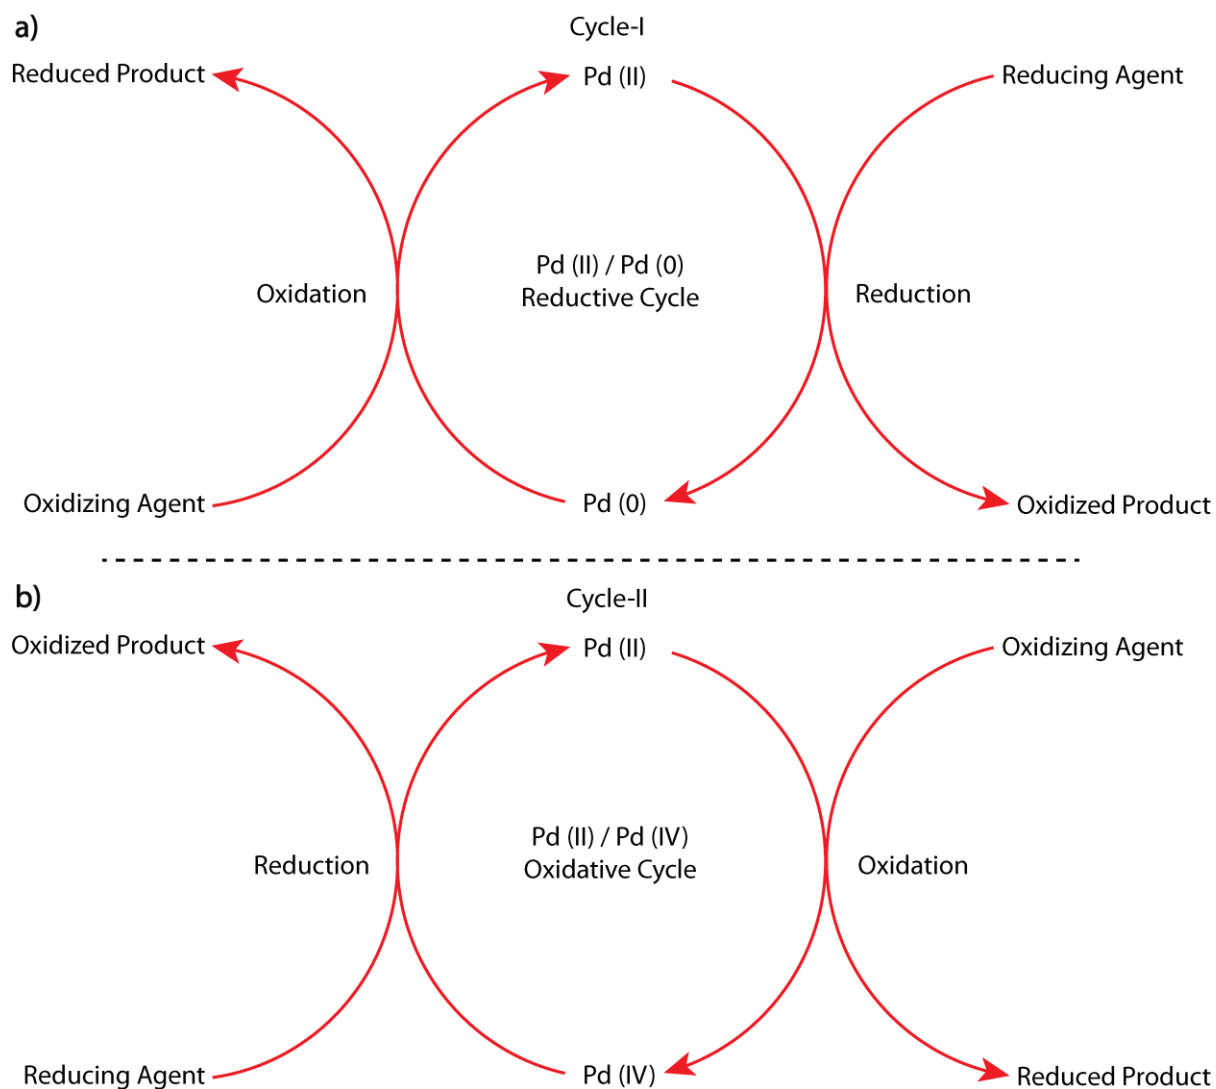 a)
Cycle-I
Reduced Product
Pd (II)
Reducing Agent
Pd (II) / Pd (0)
Reductive Cycle
Oxidation
Reduction
Oxidizing Agent
Pd (0)
Oxidized Product
b)
Cycle-II
Oxidized Product
Pd (II)
Oxidizing Agent
Pd (II) / Pd (IV)
Oxidative Cycle
Reduction
Oxidation
Reducing Agent
Pd (IV)
Reduced Product